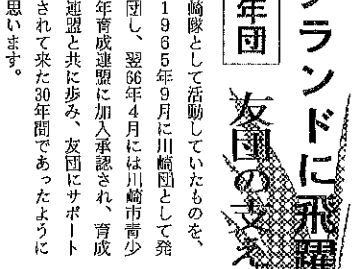 ランドに飛躍
年団
友団の支え
崎隊として活動していたものを、
1965年9月に川崎団として発
団し、翌66年4月には川崎市青少
年育成連盟に加入承認され、育成
連盟と共に歩み、友団にサポート
されて来た30年間であったように
思います。